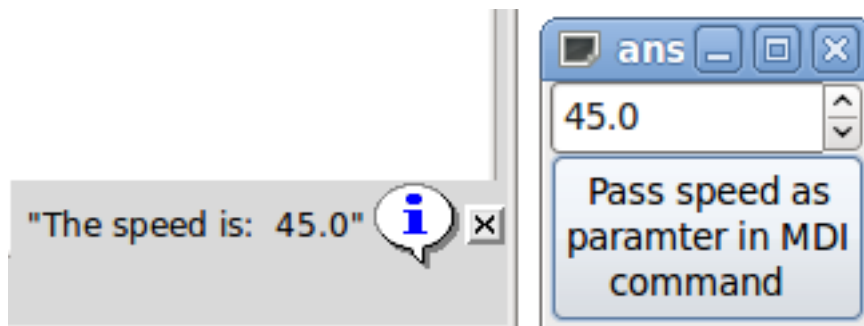 "The speed is:  45.0"
ans
45.0
Pass speed as
paramter in MDI
command